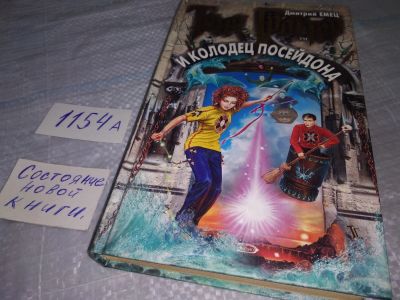 Дмитрий ЕМЕЦ
И КОЛОДЕЦ ПОСЕЙДОНА
1154А
Состояние
новой
книги.